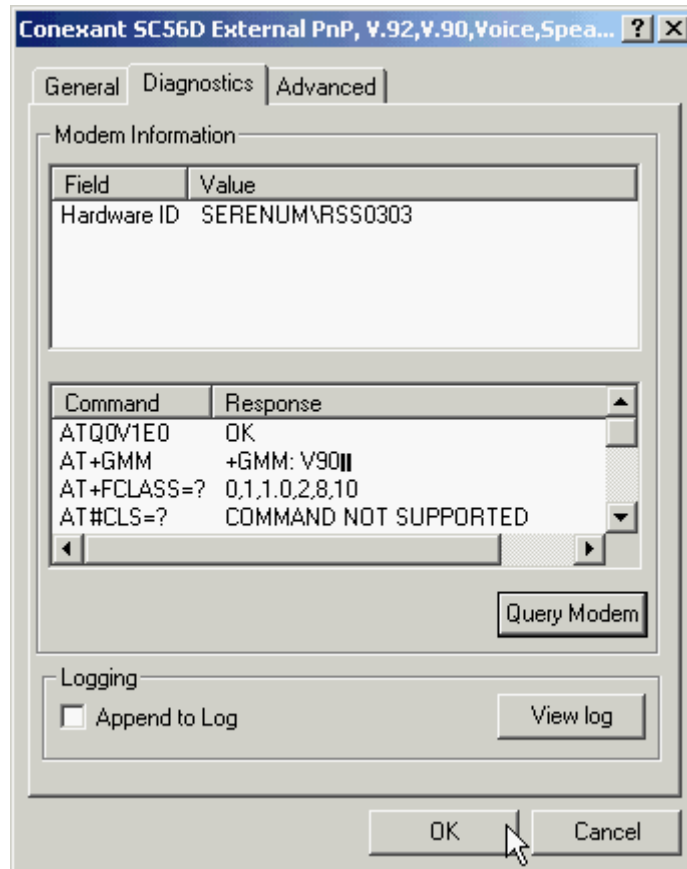 Conexant SC56D External PnP, V.92,V.90,Voice,Spea...
General Diagnostics Advanced
Modem Information
Field Value
Hardware ID SERENUM\RSS0303
Command Response
ATQ0V1E0 OK
AT+GMM +GMM: V90||
AT+FCLASS=? 0,1,1.0,2,8,10
AT#CLS=? COMMAND NOT SUPPORTED
Query Modem
Logging
Append to Log View log
OK Cancel